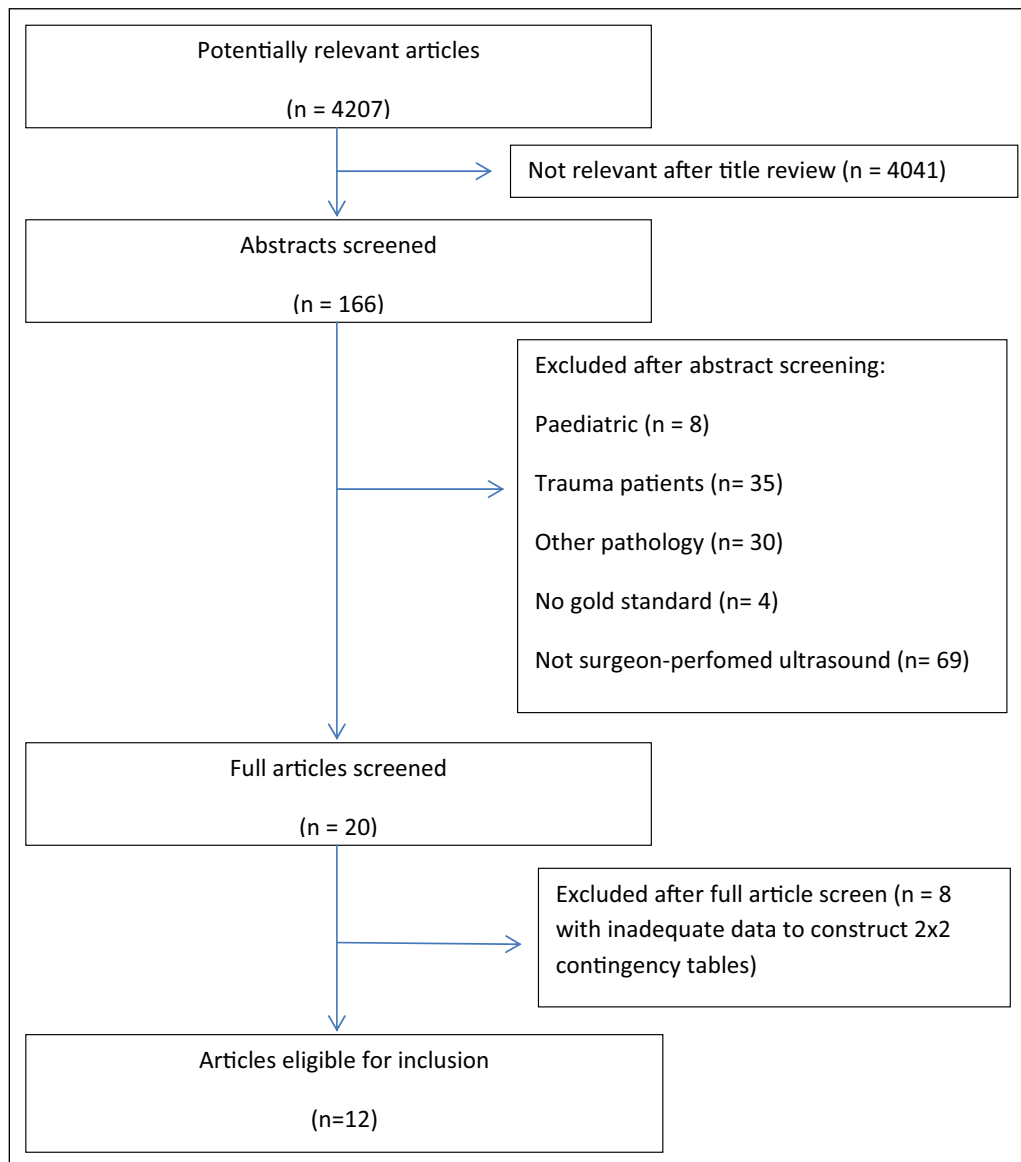 Potentially relevant articles
(n = 4207)
Not relevant after title review (n = 4041)
Abstracts screened
(n = 166)
Excluded after abstract screening:
Paediatric (n = 8)
Trauma patients (n= 35)
Other pathology (n= 30)
No gold standard (n= 4)
Not surgeon-perfomed ultrasound (n= 69)
Full articles screened
(n = 20)
Excluded after full article screen (n = 8
with inadequate data to construct 2x2
contingency tables)
Articles eligible for inclusion
(n=12)